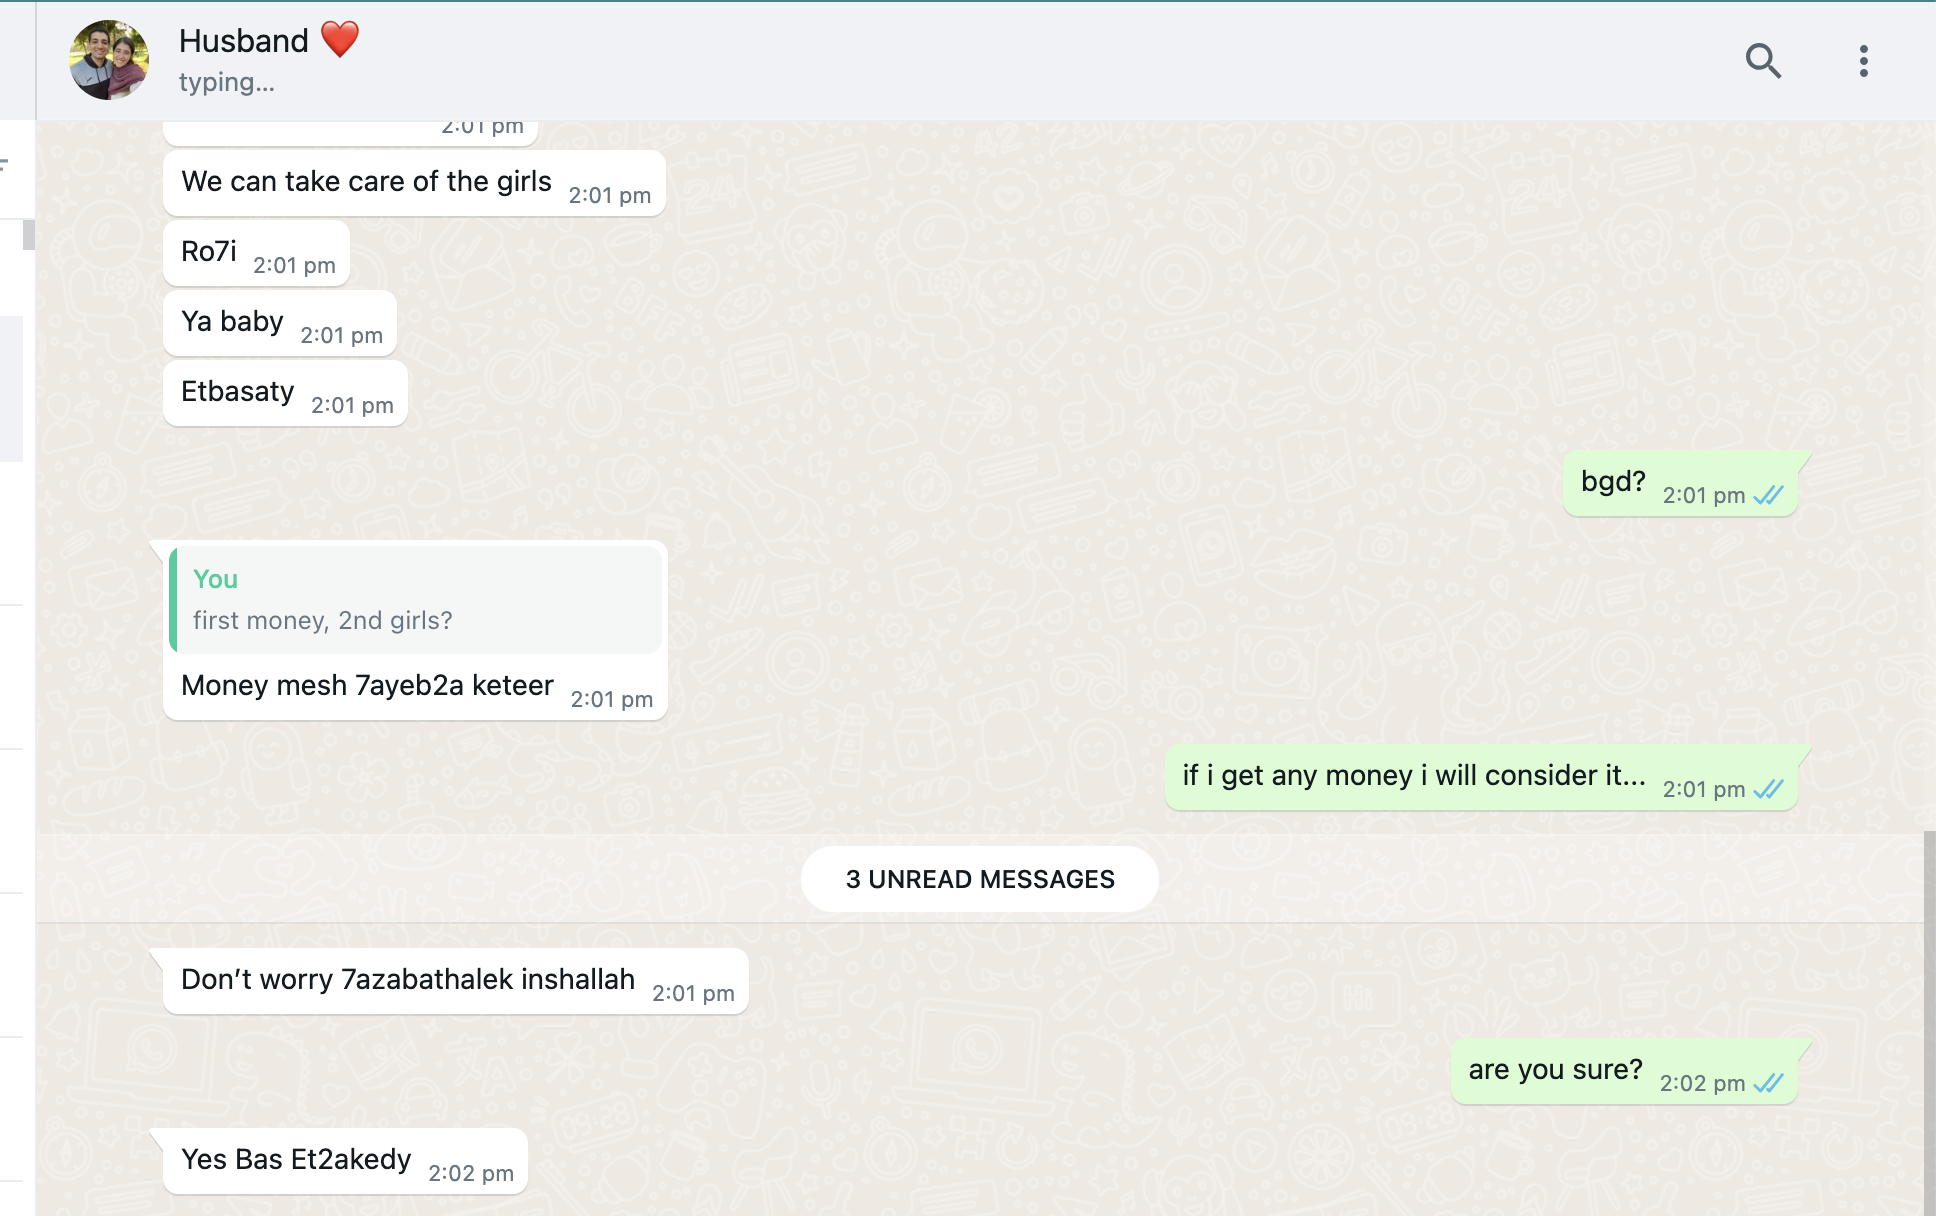 Husband ❤️
typing...
2:01 pm
We can take care of the girls 2:01 pm
Ro7i 2:01 pm
Ya baby 2:01 pm
Etbasaty 2:01 pm
bgd? 2:01 pm
You
first money, 2nd girls?
Money mesh 7ayeb2a keteer 2:01 pm
if i get any money i will consider it... 2:01 pm
3 UNREAD MESSAGES
Don’t worry 7azabathalek inshallah 2:01 pm
are you sure? 2:02 pm
Yes Bas Et2akedy 2:02 pm